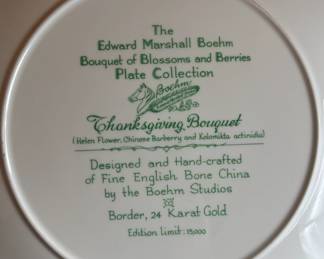 The
Edward Marshall Boehm
Bouquet of Blossoms and Berries
Plate Collection
Boehm
Thanksgiving Bouquet
(Helen Flower, Chinese Barberry and Kolomikta actinidia)
Designed and Hand-crafted
of Fine English Bone China
by the Boehm Studios
Border, 24 Karat Gold
Edition limit: 15000